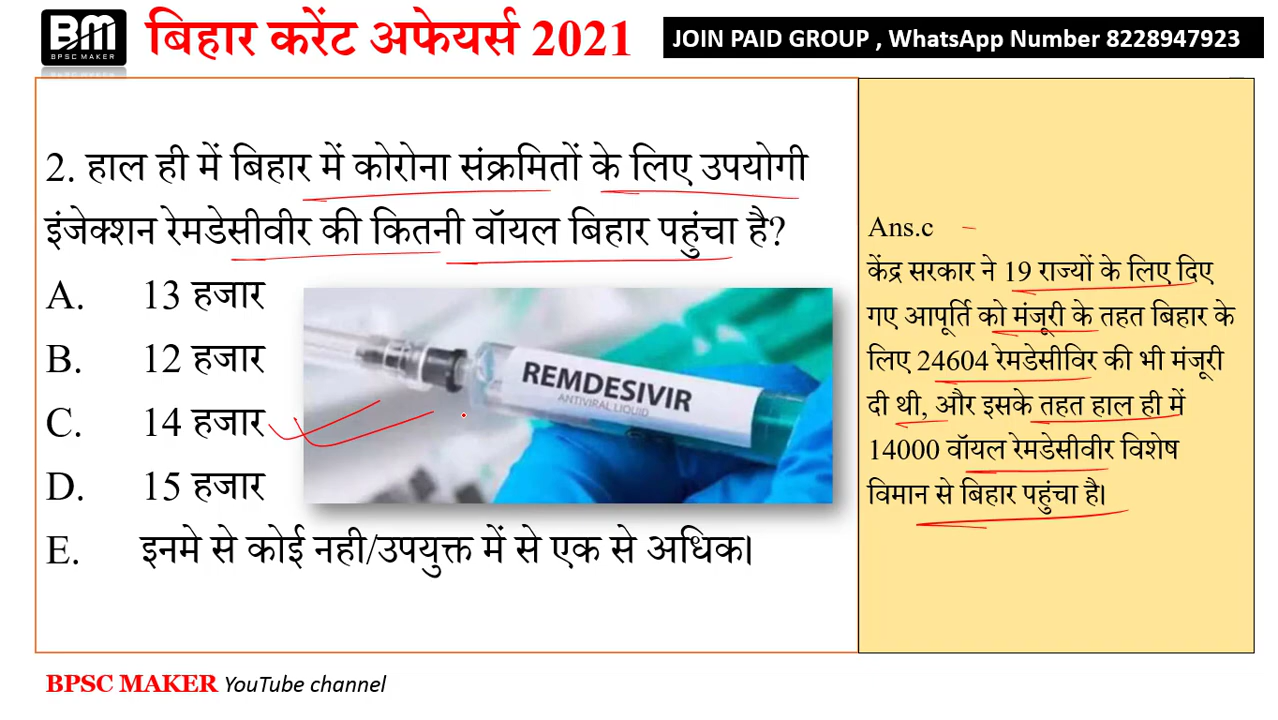 BM
BPSC MAKER
बिहार करेंट अफेयर्स 2021
JOIN PAID GROUP , WhatsApp Number 8228947923
2. हाल ही में बिहार में कोरोना संक्रमितों के लिए उपयोगी
इंजेक्शन रेमडेसीवीर की कितनी वॉयल बिहार पहुंचा है?
A. 13 हजार
B. 12 हजार
C. 14 हजार
D. 15 हजार
E. इनमे से कोई नही/उपयुक्त में से एक से अधिक।
REMDESIVIR
ANTIVIRAL LIQUID
Ans.c
केंद्र सरकार ने 19 राज्यों के लिए दिए
गए आपूर्ति को मंजूरी के तहत बिहार के
लिए 24604 रेमडेसीविर की भी मंजूरी
दी थी, और इसके तहत हाल ही में
14000 वॉयल रेमडेसीवीर विशेष
विमान से बिहार पहुंचा है।
BPSC MAKER YouTube channel